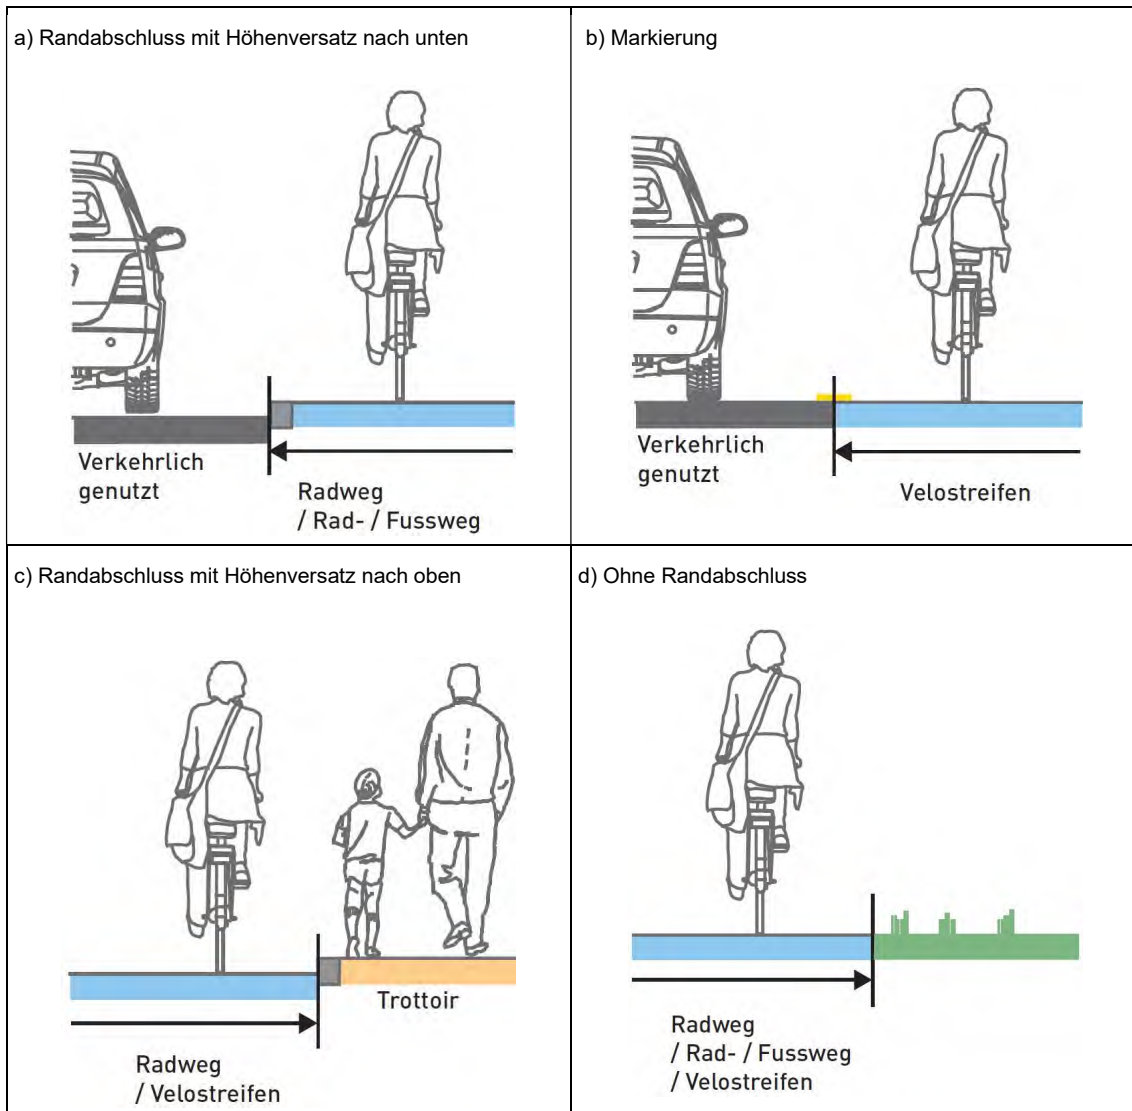 a) Randabschluss mit Höhenversatz nach unten
Verkehrlich
genutzt
Radweg
/ Rad- / Fussweg
b) Markierung
Verkehrlich
genutzt
Velostreifen
c) Randabschluss mit Höhenversatz nach oben
Trottoir
Radweg
/ Velostreifen
d) Ohne Randabschluss
Radweg
/ Rad- / Fussweg
/ Velostreifen